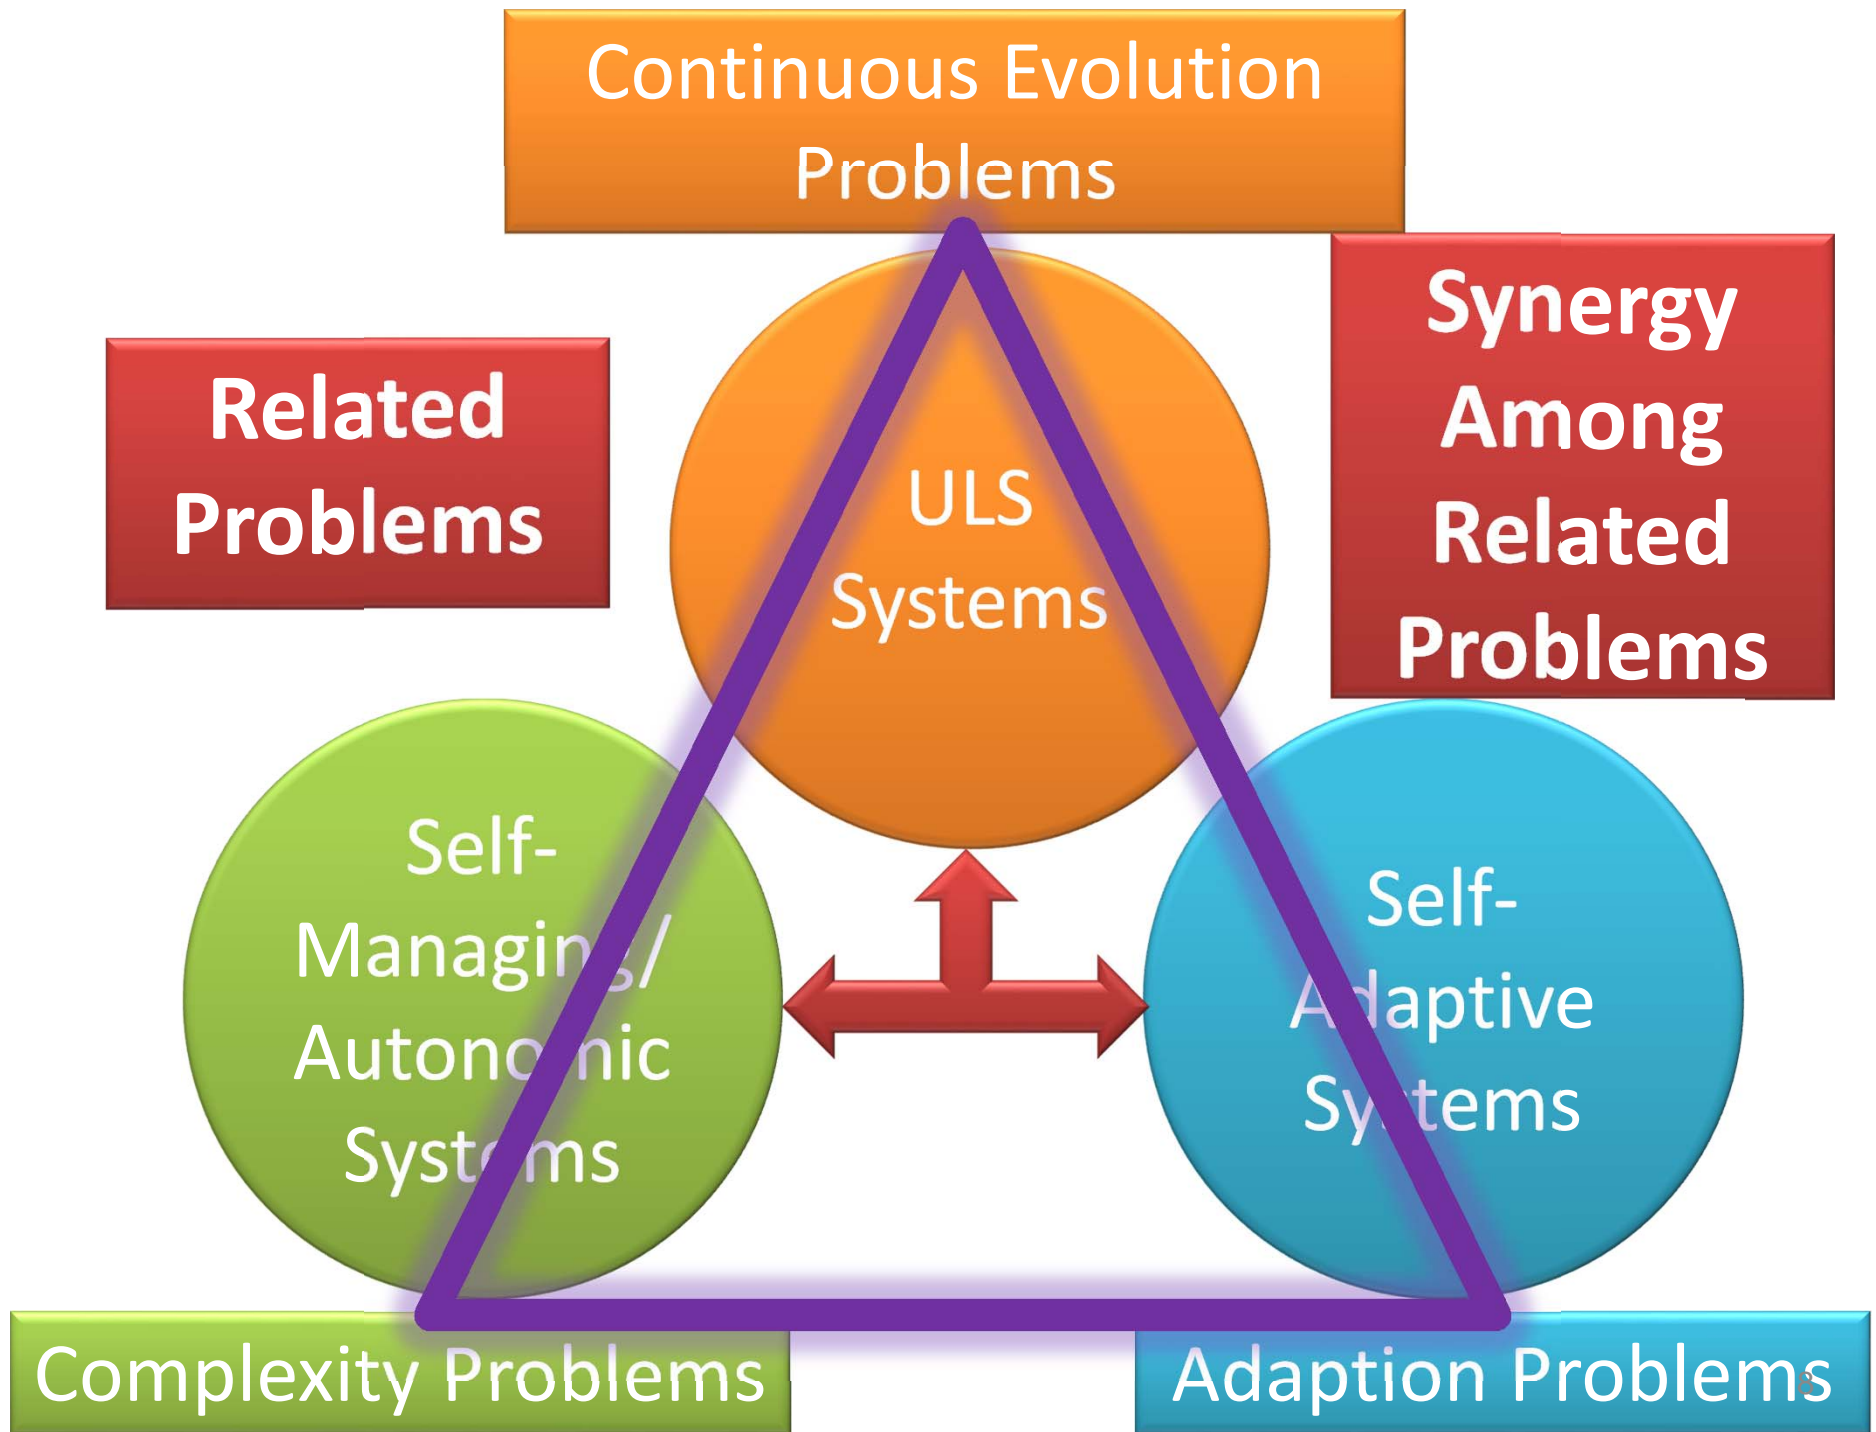 Continuous Evolution
Problems
Related
Problems
Synergy
Among
Related
Problems
ULS
Systems
Self-
Managing/
Autonomic
Systems
Self-
Adaptive
Systems
Complexity Problems
Adaption Problems
8